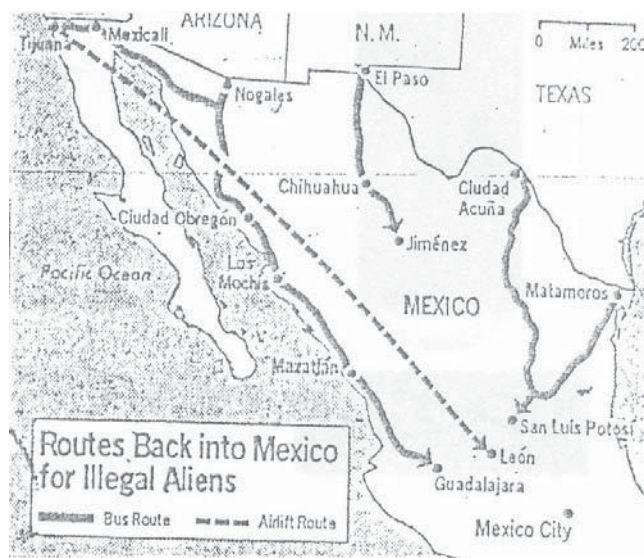 ARIZONA
N. M.
0 Miles 200
Tijuana
Mexicali
El Paso
Nogales
TEXAS
Chihuahua
Ciudad
Acuña
Ciudad Obregón
Jiménez
Pacific Ocean
Los
Mochis
MEXICO
Matamoros
Mazatlán
San Luis Potosí
Routes Back into Mexico
for Illegal Aliens
León
Guadalajara
Bus Route
Airlift Route
Mexico City